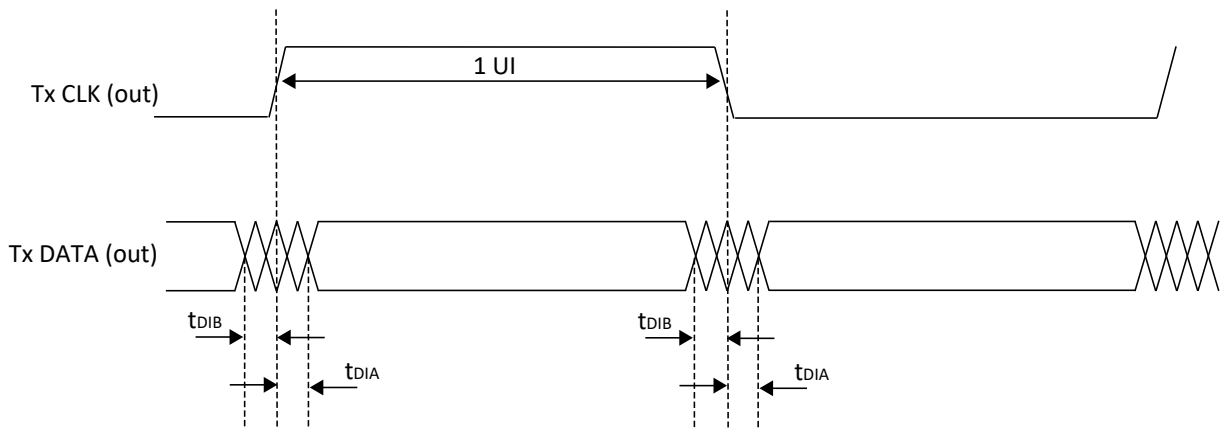 1 UI
Tx CLK (out)
Tx DATA (out)
tDIB
tDIB
tDIA
tDIA